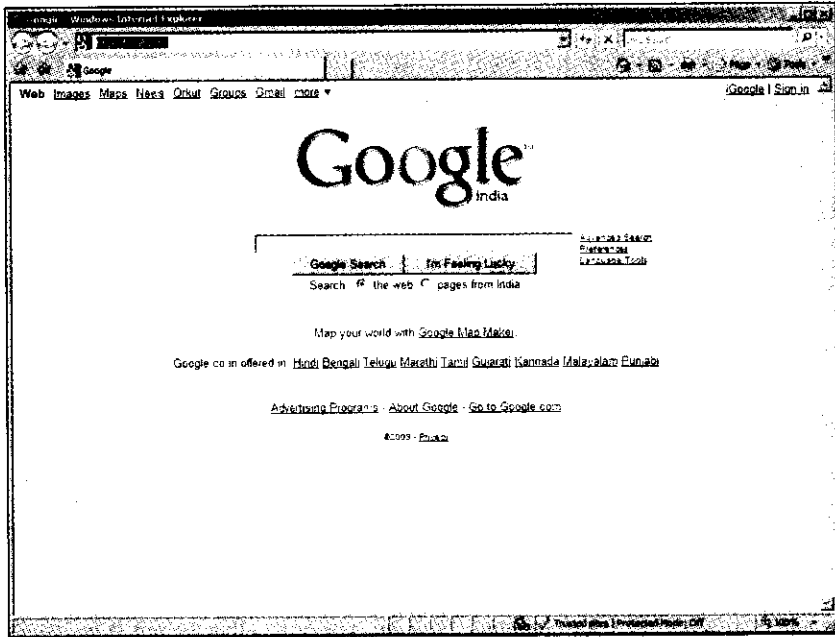 Google - Windows Internet Explorer
Google
Web Images Maps News Orkut Groups Gmail more ▼
iGoogle | Sign in
Google
India
Advanced Search
Preferences
Language Tools
Google Search I'm Feeling Lucky
Search the web pages from India
Map your world with Google Map Maker.
Google.co.in offered in: Hindi Bengali Telugu Marathi Tamil Gujarati Kannada Malayalam Punjabi
Advertising Programs - About Google - Go to Google.com
Privacy
Trusted sites | Protected Mode: Off
100%